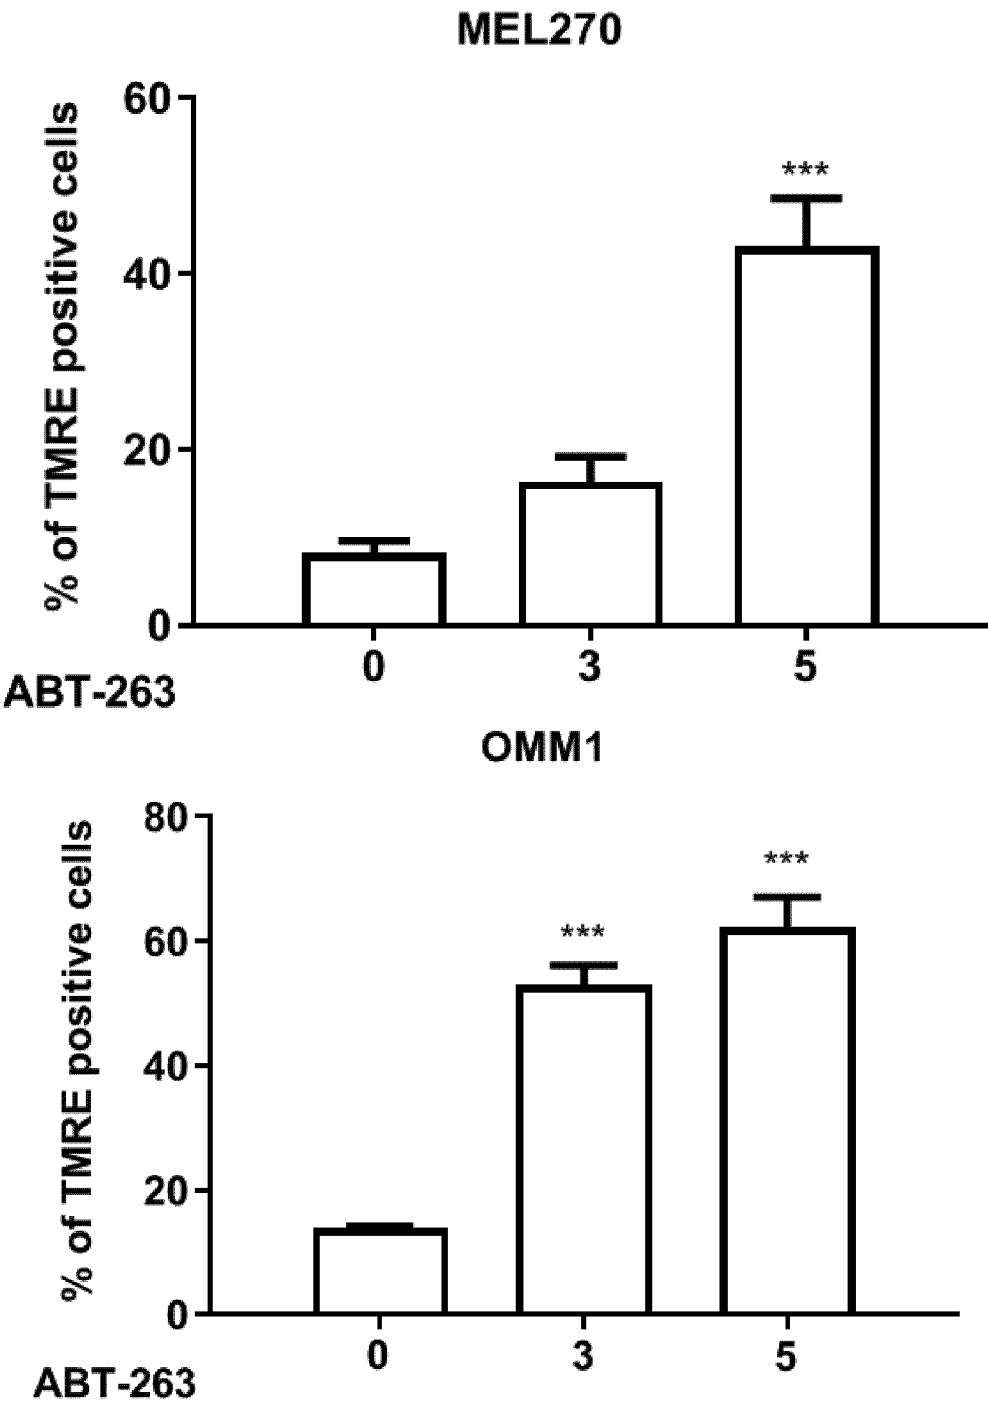 MEL270
% of TMRE positive cells
60
***
40
20
0
0 3 5
ABT-263
OMM1
% of TMRE positive cells
80
***
60
***
40
20
0
0 3 5
ABT-263